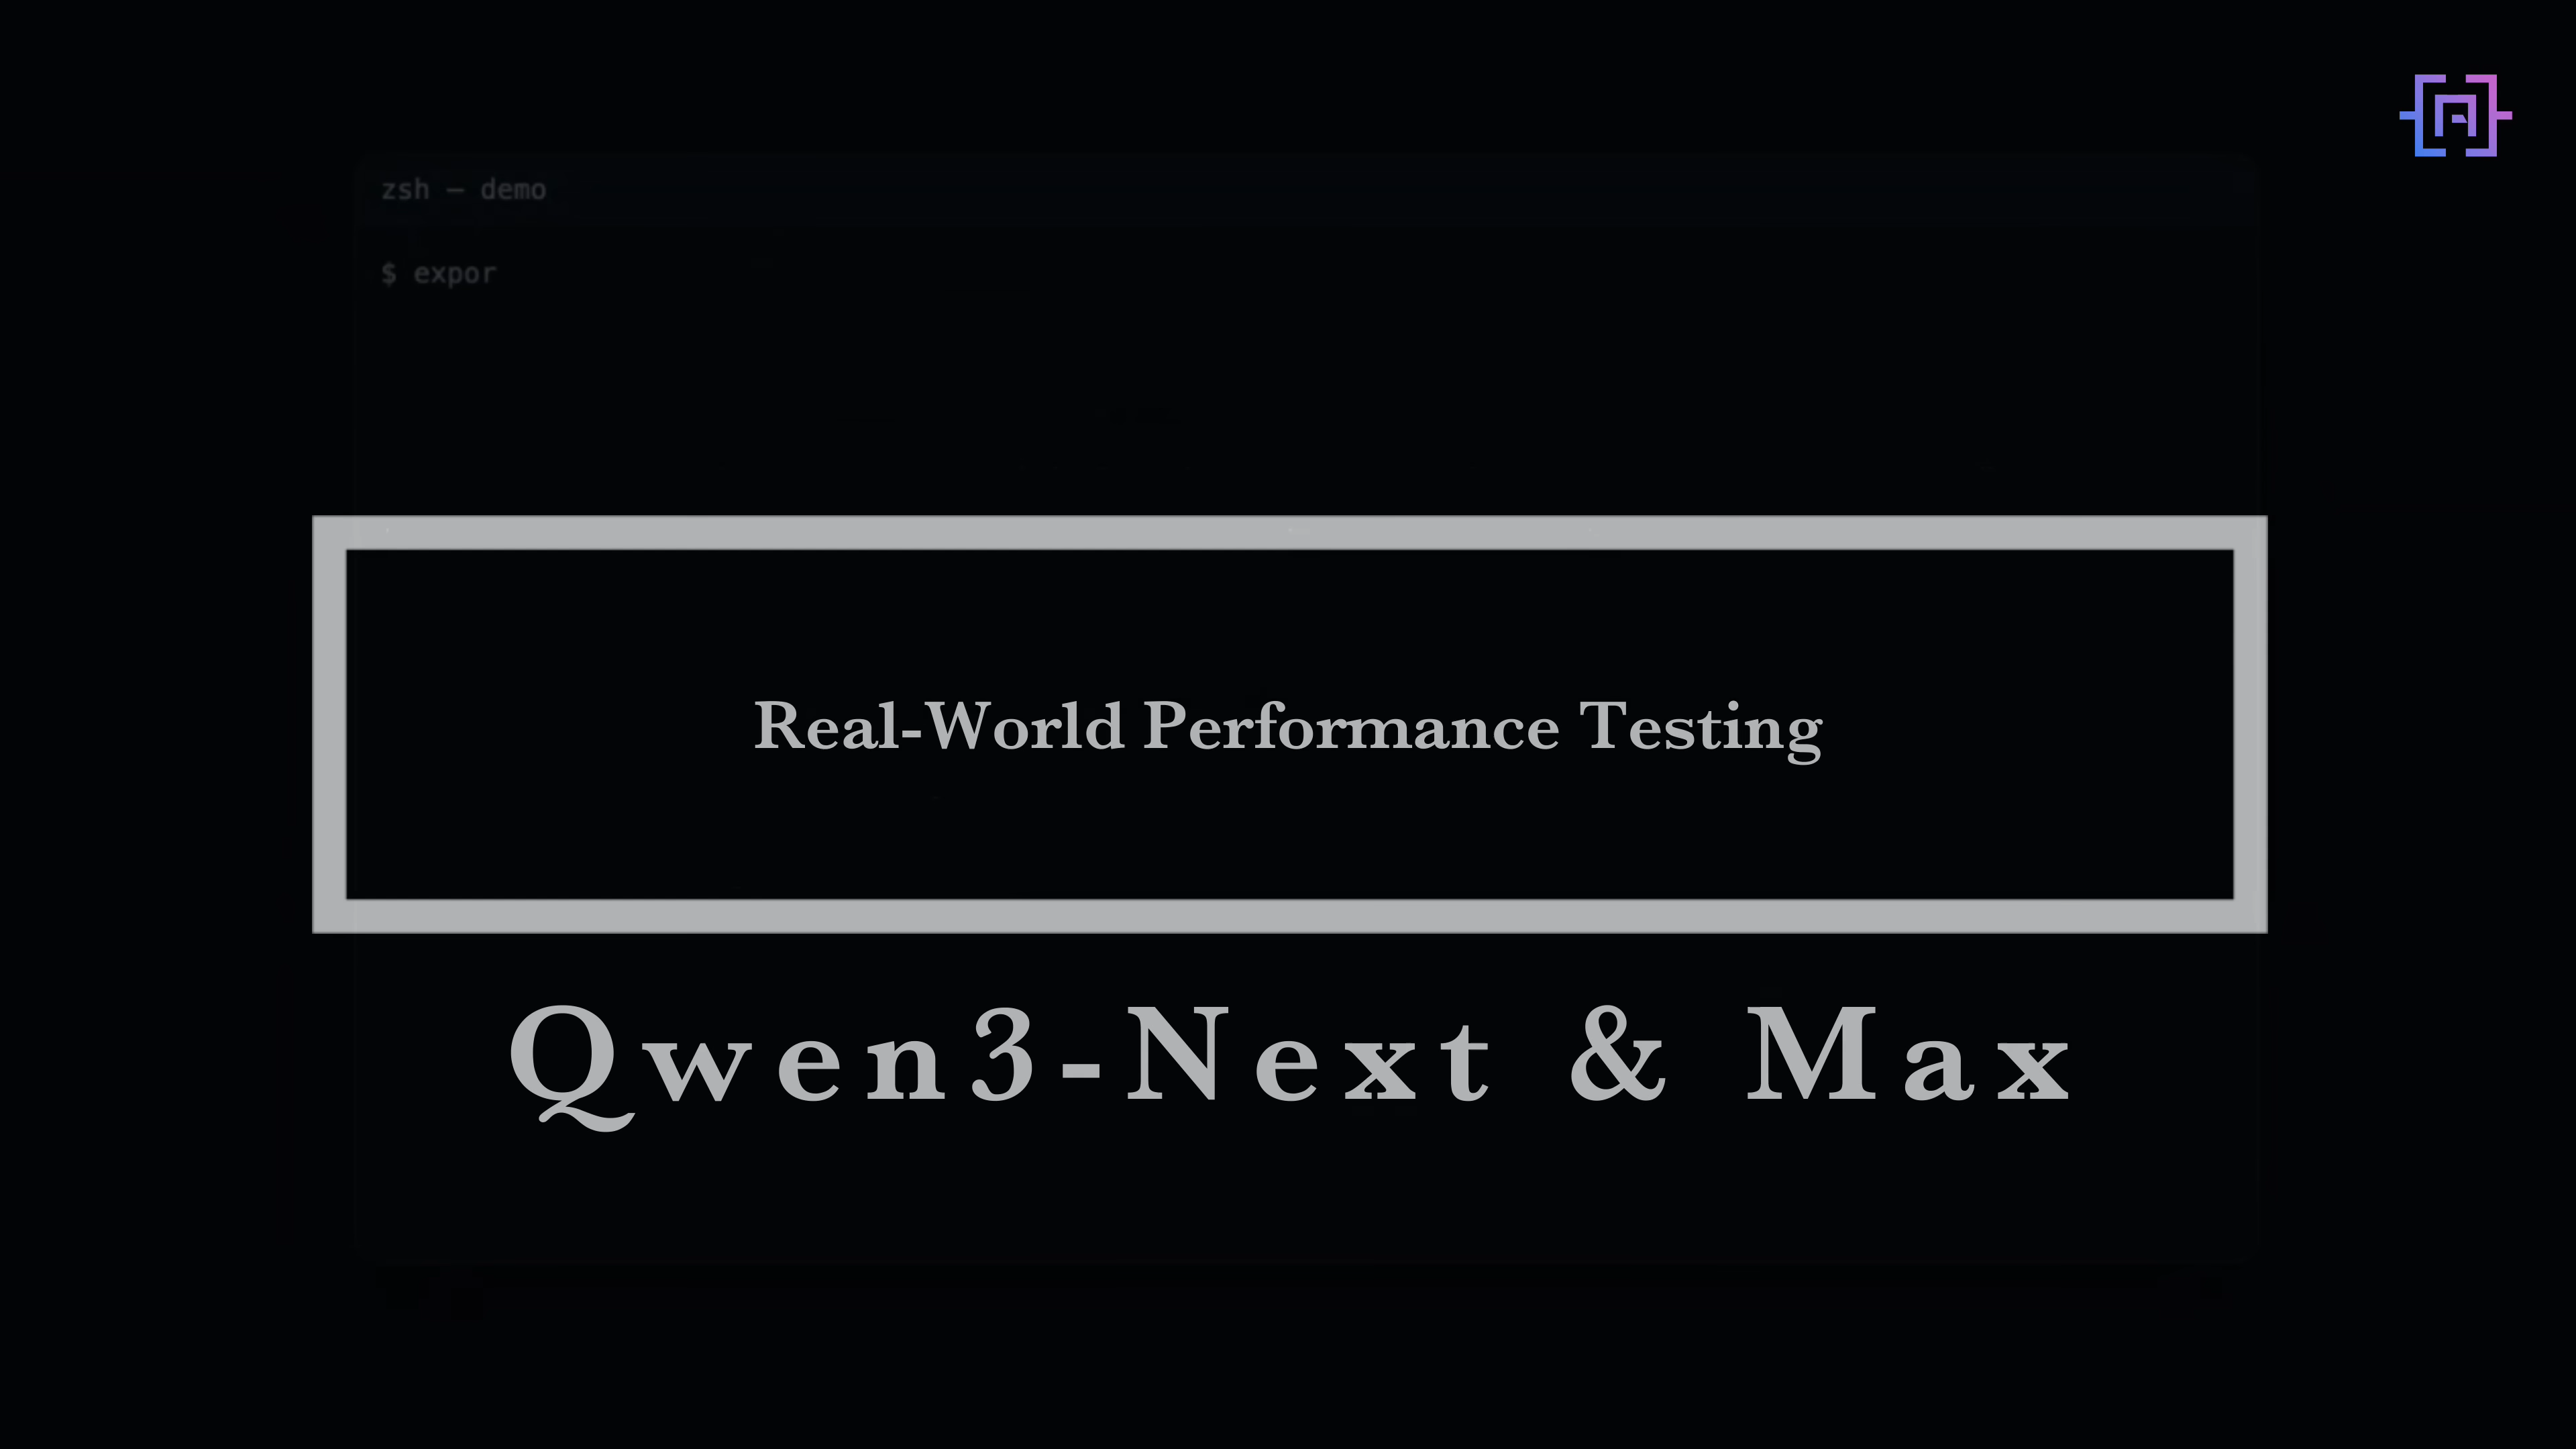 zsh — demo
$ expor
Real-World Performance Testing
Qwen3-Next & Max